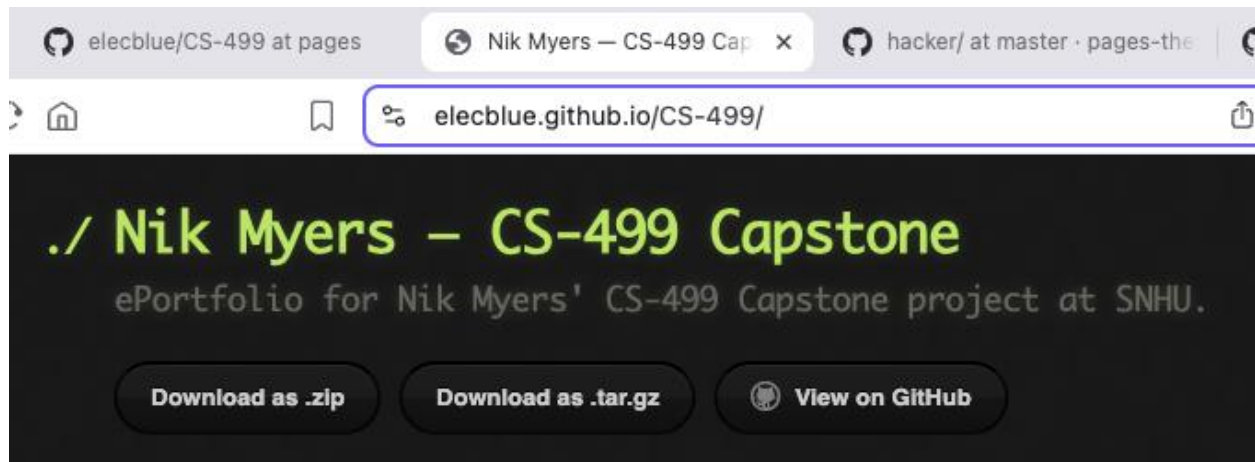 elecblue/CS-499 at pages
Nik Myers — CS-499 Cap
hacker/ at master · pages-the
elecblue.github.io/CS-499/
./ Nik Myers — CS-499 Capstone
ePortfolio for Nik Myers' CS-499 Capstone project at SNHU.
Download as .zip
Download as .tar.gz
View on GitHub